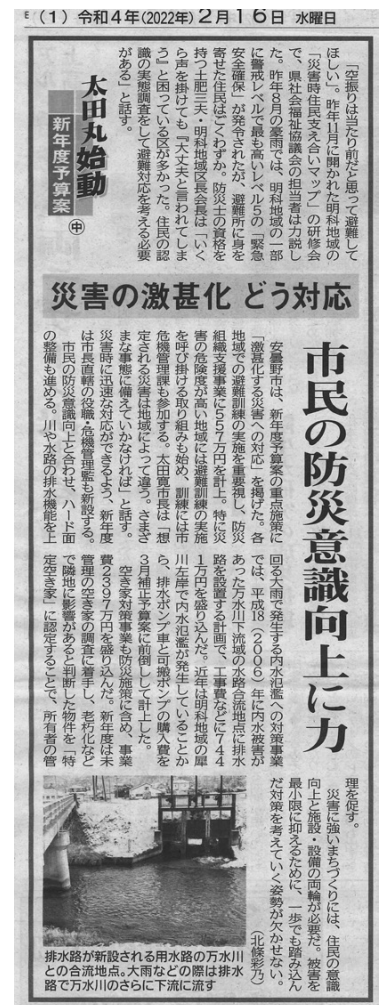 (1) 令和4年(2022年)2月16日 水曜日
「空振りは当たり前だと思って避難して
ほしい」。昨年11月に開かれた明科地域の
「災害時住民支え合いマップ」の研修会
で、県社会福祉協議会の担当者は力説し
た。昨年8月の豪雨では、明科地域の一部
に警戒レベルで最も高いレベル5の「緊急
安全確保」が発令されたが、避難所に身を
寄せた住民はごくわずか。防災士の資格を
持つ土肥三夫・明科地域区長会長は「いく
ら声を掛けても『大丈夫』と言われてしま
う』と困っている区が多かった。住民の認
識の実態調査をして避難対応を考える必要
がある」と話す。
太田丸始動
新年度予算案
㊥
災害の激甚化 どう対応
市民の防災意識向上に力
安曇野市は、新年度予算案の重点施策に
「激甚化する災害への対応」を掲げた。各
地域での避難訓練の実施を重要視し、防災
組織支援事業に557万円を計上。特に災
害の危険度が高い地域には避難訓練の実施
を呼び掛ける取り組みも始め、訓練には市
危機管理課も参加する。太田寛市長は「想
定される災害は地域によって違う。さまざ
まな事態に備えていかなければ」と話す。
災害時に迅速な対応ができるよう、新年度
は市長直轄の役職・危機管理監も新設する。
市民の防災意識向上と合わせ、ハード面
の整備も進める。川や水路の排水機能を上
回る大雨で発生する内水氾濫への対策事業
では、平成18(2006)年に内水被害が
あった万水川下流域の水路合流地点に排水
路を設置する計画で、工事費などに744
1万円を盛り込んだ。近年は明科地域の犀
川左岸で内水氾濫が発生していることか
ら、排水ポンプ車と可搬ポンプの購入費を
3月補正予算案に前倒しして計上した。
空き家対策事業も防災施策に含め、事業
費2397万円を盛り込んだ。新年度は未
管理の空き家の調査に着手し、老朽化など
で隣地に影響があると判断した物件を「特
定空き家」に認定することで、所有者の管
理を促す。
災害に強いまちづくりには、住民の意識
向上と施設・設備の両輪が必要だ。被害を
最小限に抑えるために、一歩でも踏み込ん
だ対策を考えていく姿勢が欠かせない。
(北條彩乃)
排水路が新設される用水路の万水川
との合流地点。大雨などの際は排水
路で万水川のさらに下流に流す